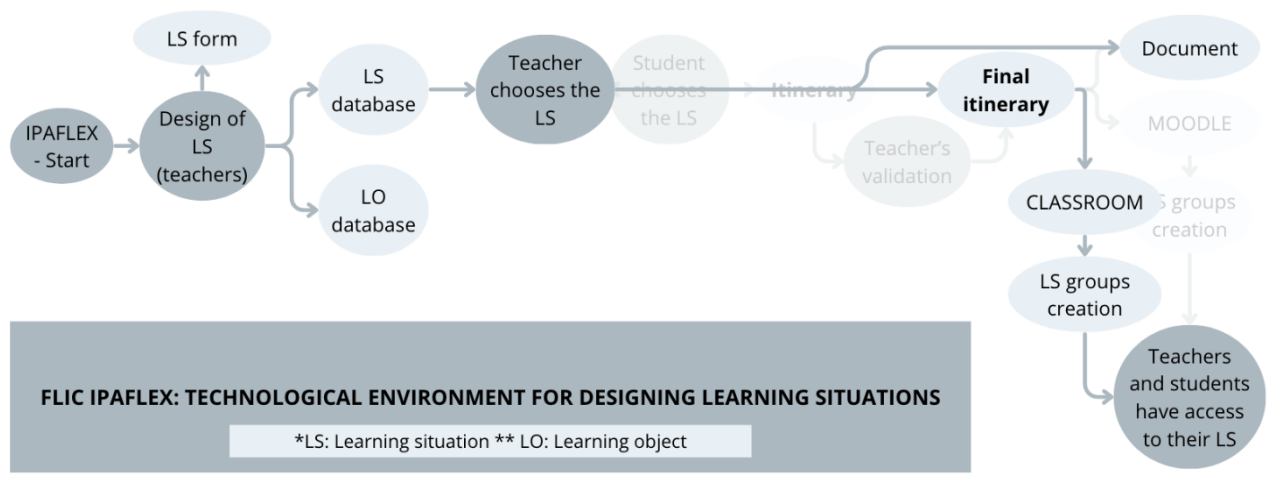 LS form
IPAFLEX
- Start
Design of
LS
(teachers)
LS
database
LO
database
Teacher
chooses the
LS
Student
chooses
the LS
Itinerary
Teacher's
validation
Final
itinerary
Document
MOODLE
CLASSROOM
S groups
creation
LS groups
creation
Teachers
and students
have access
to their LS
FLIC IPAFLEX: TECHNOLOGICAL ENVIRONMENT FOR DESIGNING LEARNING SITUATIONS
*LS: Learning situation ** LO: Learning object